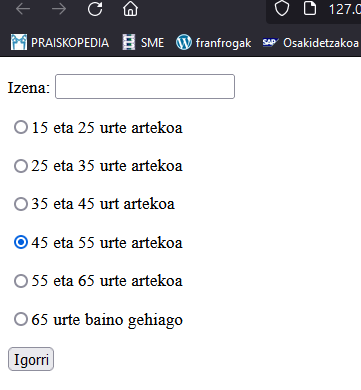 127.0
PRAISKOPEDIA SME franfrogak SAP Osakidetzakoa
Izena:
15 eta 25 urte artekoa
25 eta 35 urte artekoa
35 eta 45 urt artekoa
45 eta 55 urte artekoa
55 eta 65 urte artekoa
65 urte baino gehiago
Igorri